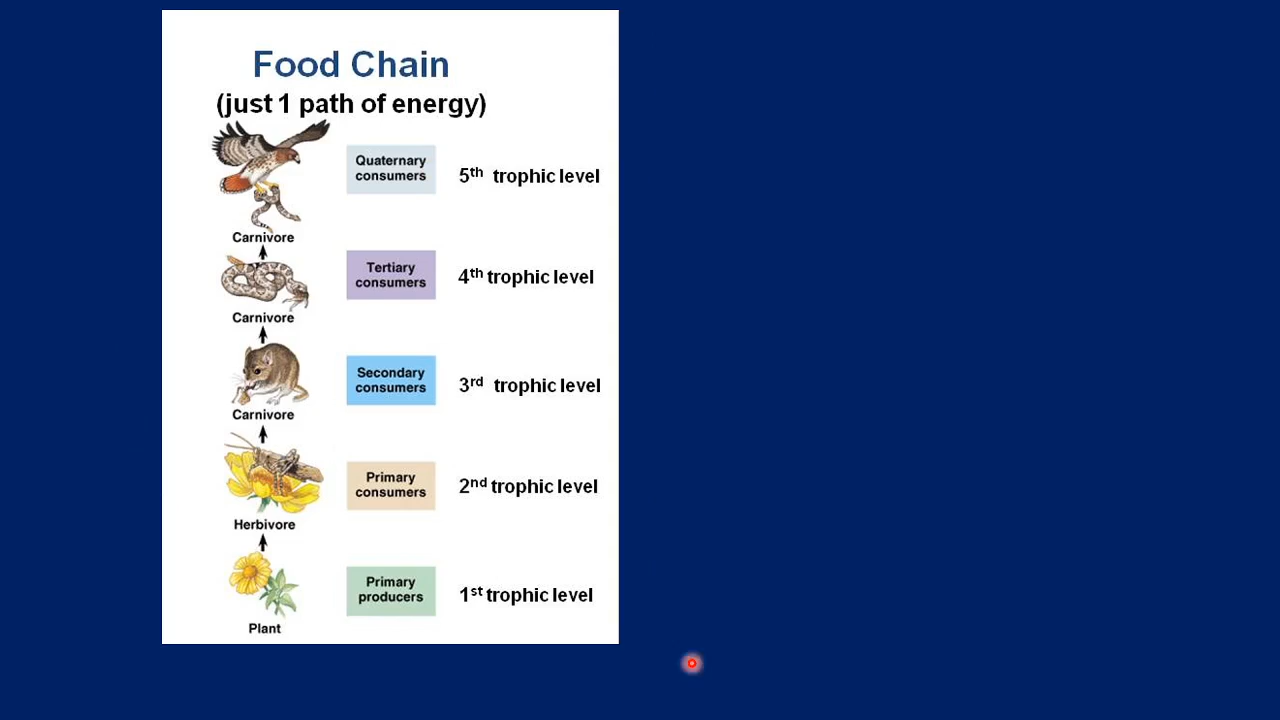 Food Chain
(just 1 path of energy)
Quaternary
consumers
5th trophic level
Carnivore
Tertiary
consumers
4th trophic level
Carnivore
Secondary
consumers
3rd trophic level
Carnivore
Primary
consumers
2nd trophic level
Herbivore
Primary
producers
1st trophic level
Plant